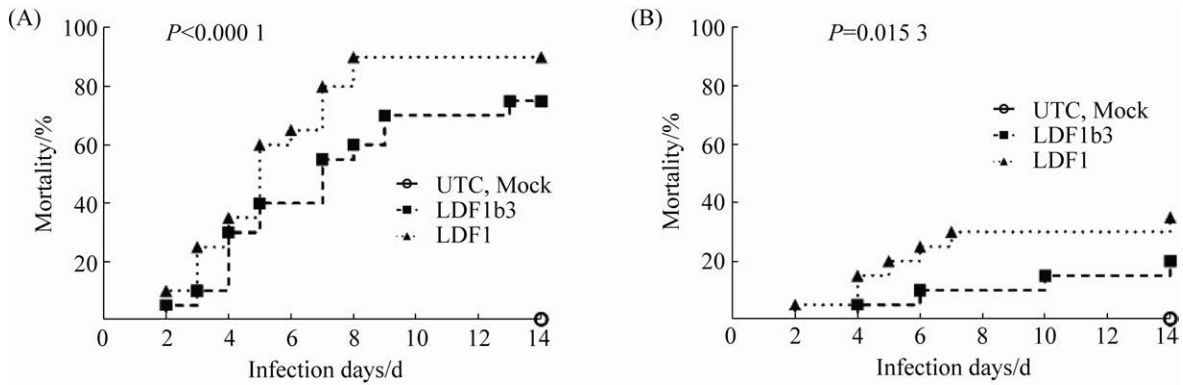 (A)
P<0.000 1
100
80
60
40
20
0
2
4
6
8
10
12
14
Mortality/%
Infection days/d
UTC, Mock
LDF1b3
LDF1
(B)
P=0.015 3
100
80
60
40
20
0
2
4
6
8
10
12
14
Mortality/%
Infection days/d
UTC, Mock
LDF1b3
LDF1